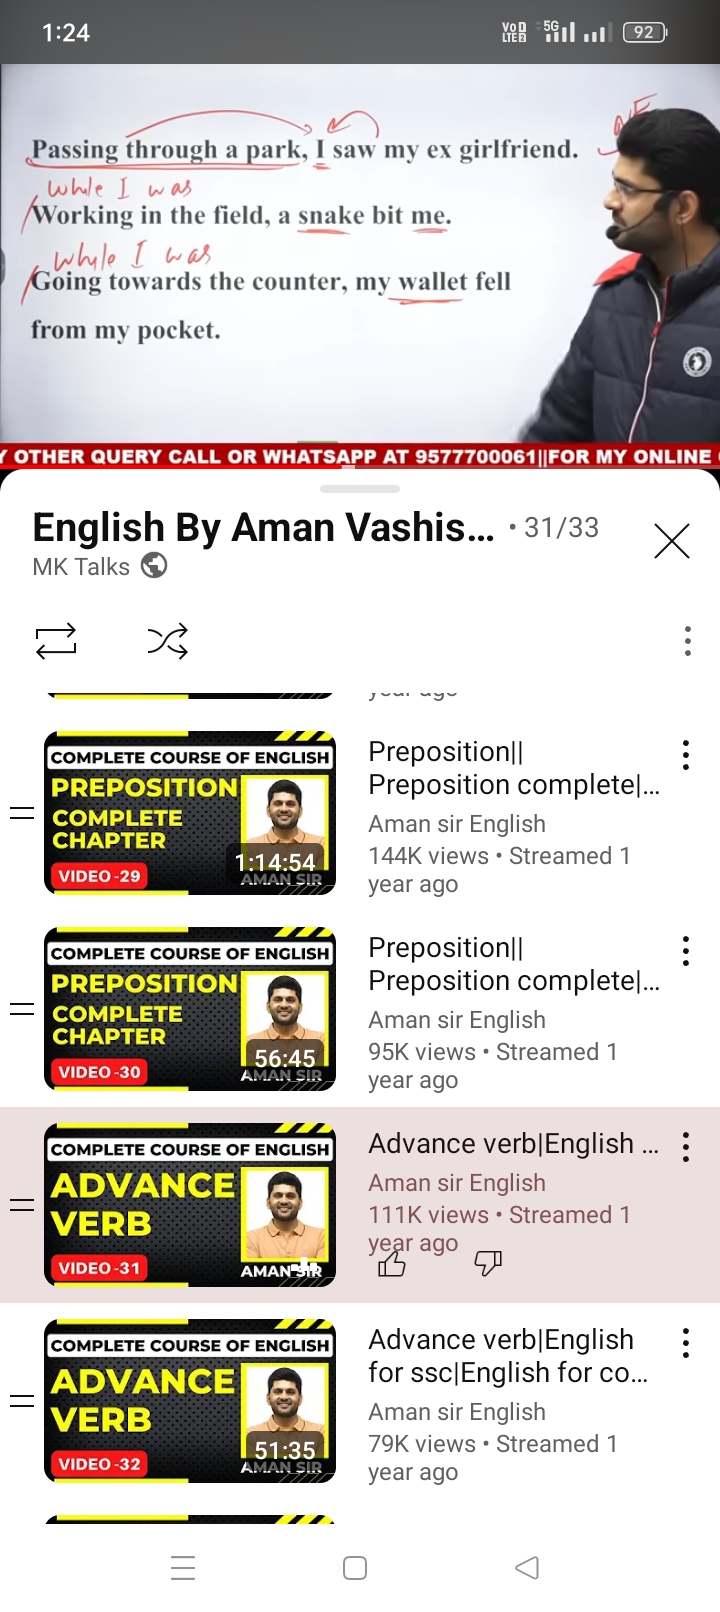 1:24
VoD LTE2 5G 92
Passing through a park, I saw my ex girlfriend.
while I was
Working in the field, a snake bit me.
while I was
Going towards the counter, my wallet fell
from my pocket.
Y OTHER QUERY CALL OR WHATSAPP AT 9577700061||FOR MY ONLINE
English By Aman Vashis... • 31/33
MK Talks
year ago
COMPLETE COURSE OF ENGLISH
PREPOSITION
COMPLETE
CHAPTER
VIDEO-29
1:14:54
AMAN SIR
Preposition||
Preposition complete|...
Aman sir English
144K views • Streamed 1
year ago
COMPLETE COURSE OF ENGLISH
PREPOSITION
COMPLETE
CHAPTER
VIDEO-30
56:45
AMAN SIR
Preposition||
Preposition complete|...
Aman sir English
95K views • Streamed 1
year ago
COMPLETE COURSE OF ENGLISH
ADVANCE
VERB
VIDEO-31
AMAN SIR
Advance verb|English ...
Aman sir English
111K views • Streamed 1
year ago
COMPLETE COURSE OF ENGLISH
ADVANCE
VERB
VIDEO-32
51:35
AMAN SIR
Advance verb|English
for ssc|English for co...
Aman sir English
79K views • Streamed 1
year ago